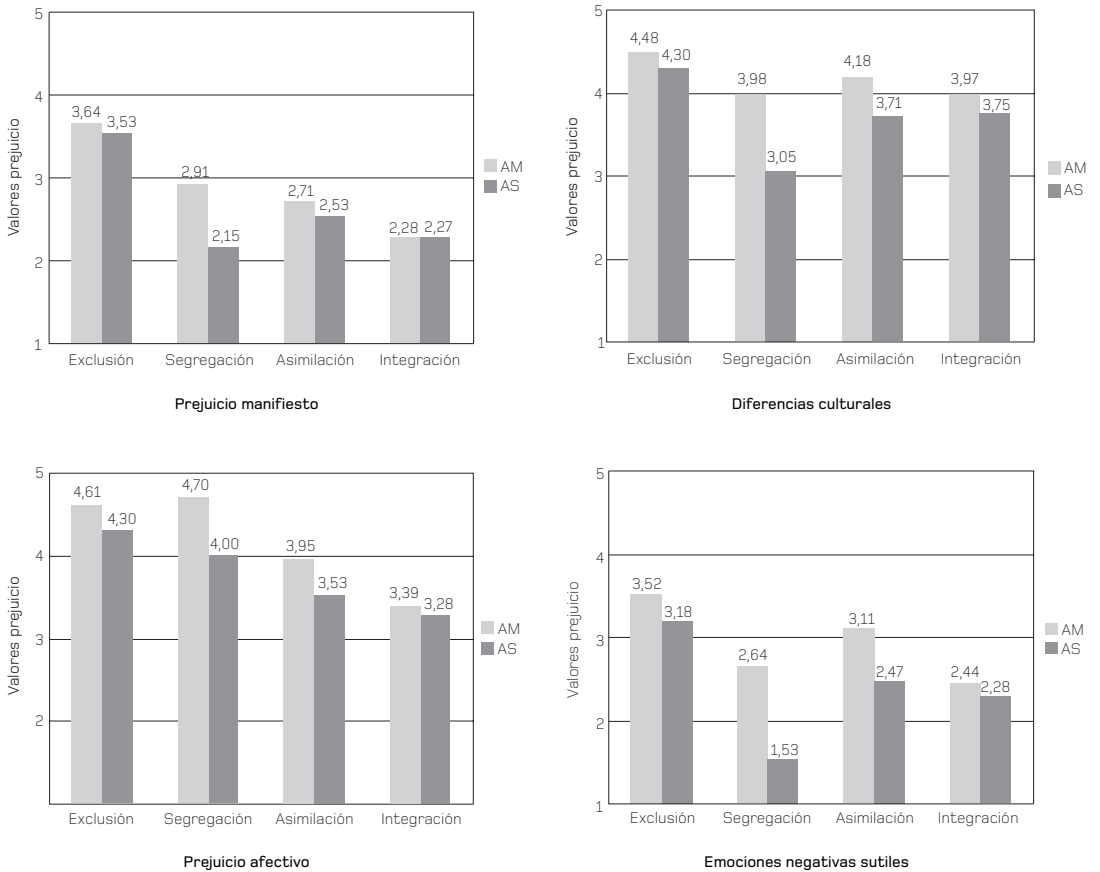 5
4
3
2
1
Valores prejuicio
3,64
3,53
2,91
2,15
2,71
2,53
2,28
2,27
AM
AS
Exclusión Segregación Asimilación Integración
Prejuicio manifiesto
5
4
3
2
1
Valores prejuicio
4,48
4,30
3,98
3,05
4,18
3,71
3,97
3,75
AM
AS
Exclusión Segregación Asimilación Integración
Diferencias culturales
5
4
3
2
Valores prejuicio
4,61
4,30
4,70
4,00
3,95
3,53
3,39
3,28
AM
AS
Exclusión Segregación Asimilación Integración
Prejuicio afectivo
5
4
3
2
1
Valores prejuicio
3,52
3,18
2,64
1,53
3,11
2,47
2,44
2,28
AM
AS
Exclusión Segregación Asimilación Integración
Emociones negativas sutiles